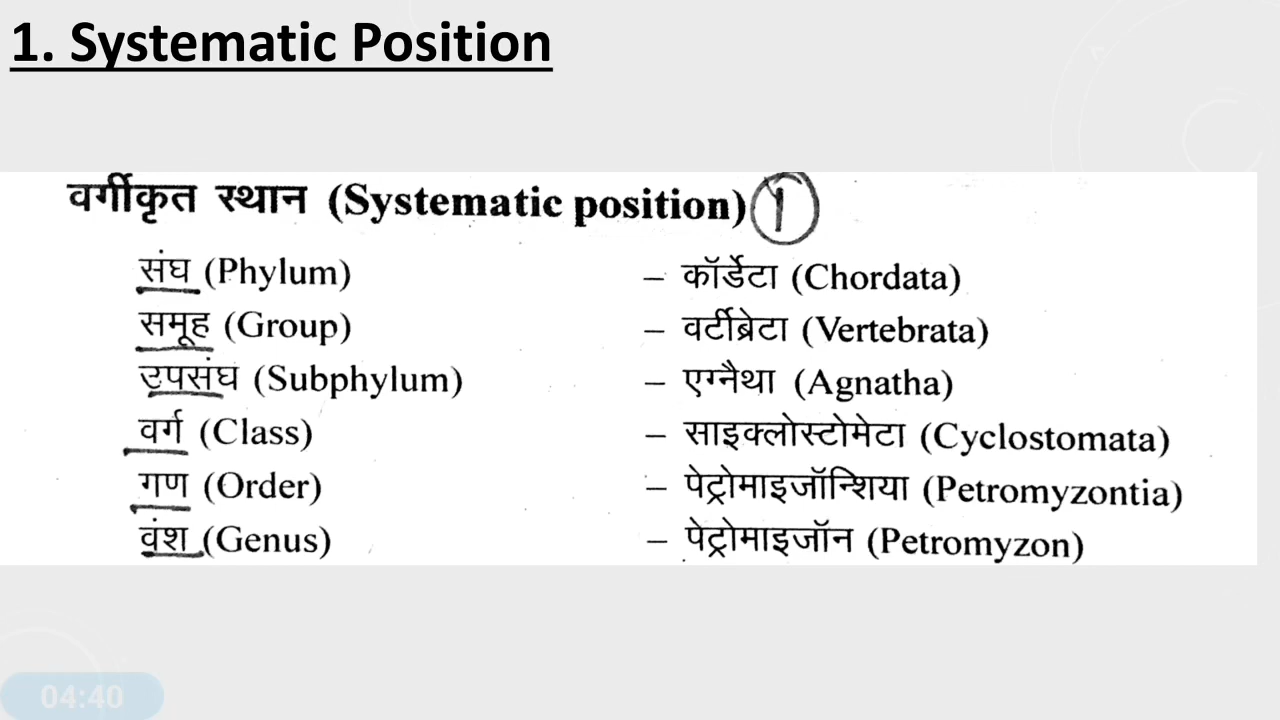 1. Systematic Position
वर्गीकृत स्थान (Systematic position) 1
संघ (Phylum) – कॉर्डेटा (Chordata)
समूह (Group) – वर्टीब्रेटा (Vertebrata)
उपसंघ (Subphylum) – एग्नैथा (Agnatha)
वर्ग (Class) – साइक्लोस्टोमेटा (Cyclostomata)
गण (Order) – पेट्रोमाइजॉन्शिया (Petromyzontia)
वंश (Genus) – पेट्रोमाइजॉन (Petromyzon)
04:40